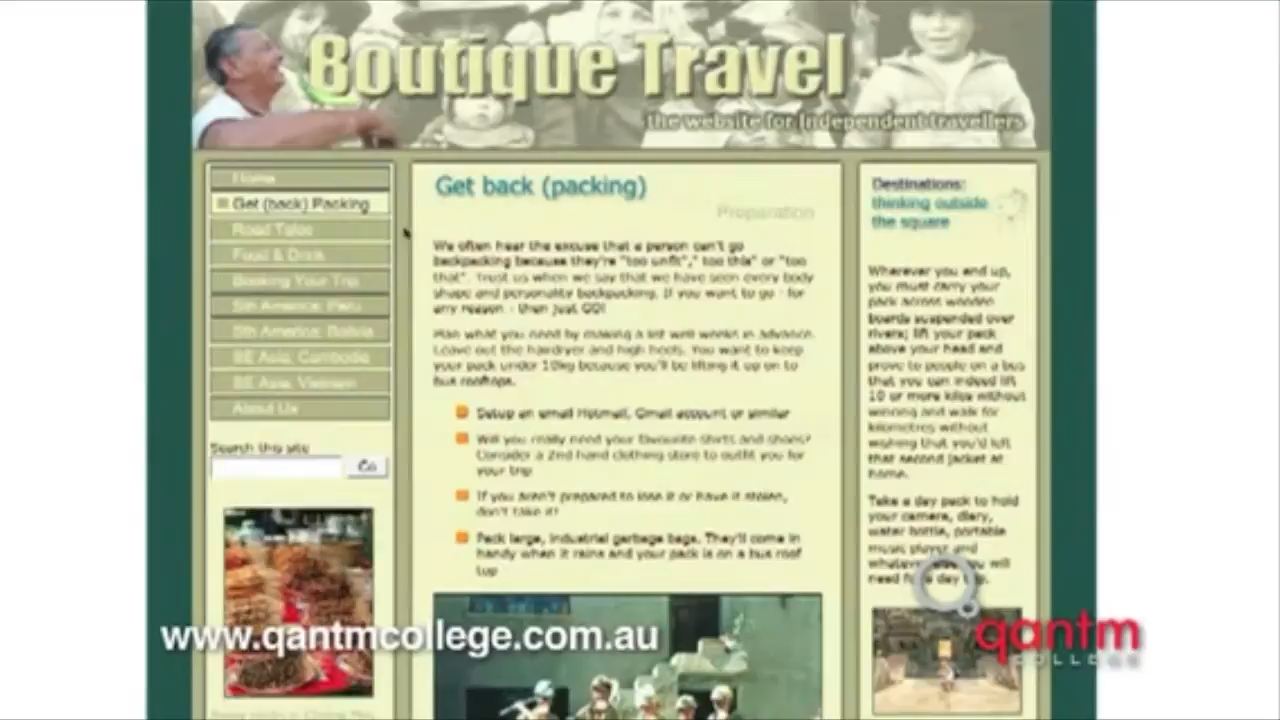 Boutique Travel
the website for independent travellers
Home
Get (back) Packing
Road Tales
Food & Drink
Booking Your Trip
Sth America: Peru
Sth America: Bolivia
SE Asia: Cambodia
SE Asia: Vietnam
About Us
Search this site
Go
Get back (packing)
Preparation
We often hear the excuse that a person can't go
backpacking because they're "too unfit"," too this" or "too
that". Trust us when we say that we have seen every body
shape and personality backpacking. If you want to go - for
any reason - then just GO!
Plan what you need by making a list well weeks in advance.
Leave out the hairdryer and high heels. You want to keep
your pack under 10kg because you'll be lifting it up on to
bus rooftops.
Setup an email Hotmail, Gmail account or similar
Will you really need your favourite shirts and shoes?
Consider a 2nd hand clothing store to outfit you for
your trip
If you aren't prepared to lose it or have it stolen,
don't take it!
Pack large, industrial garbage bags. They'll come in
handy when it rains and your pack is on a bus roof
top
Destinations:
thinking outside
the square
Wherever you end up,
you must carry your
pack across wooden
boards suspended over
rivers; lift your pack
above your head and
prove to people on a bus
that you can indeed lift
10 or more kilos without
wincing and walk for
kilometres without
wishing that you'd left
that second jacket at
home.
Take a day pack to hold
your camera, diary,
water bottle, portable
music player and
you will
need day
www.qantmcollege.com.au
qantm
COLLEGE